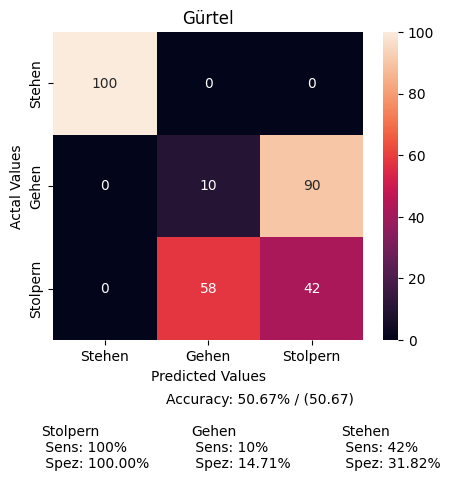 Gürtel
Stehen 100 0 0 100
80
Gehen 0 10 90 60
40
Stolpern 0 58 42 20
0
Actal Values
Stehen Gehen Stolpern
Predicted Values
Accuracy: 50.67% / (50.67)
Stolpern Gehen Stehen
Sens: 100% Sens: 10% Sens: 42%
Spez: 100.00% Spez: 14.71% Spez: 31.82%